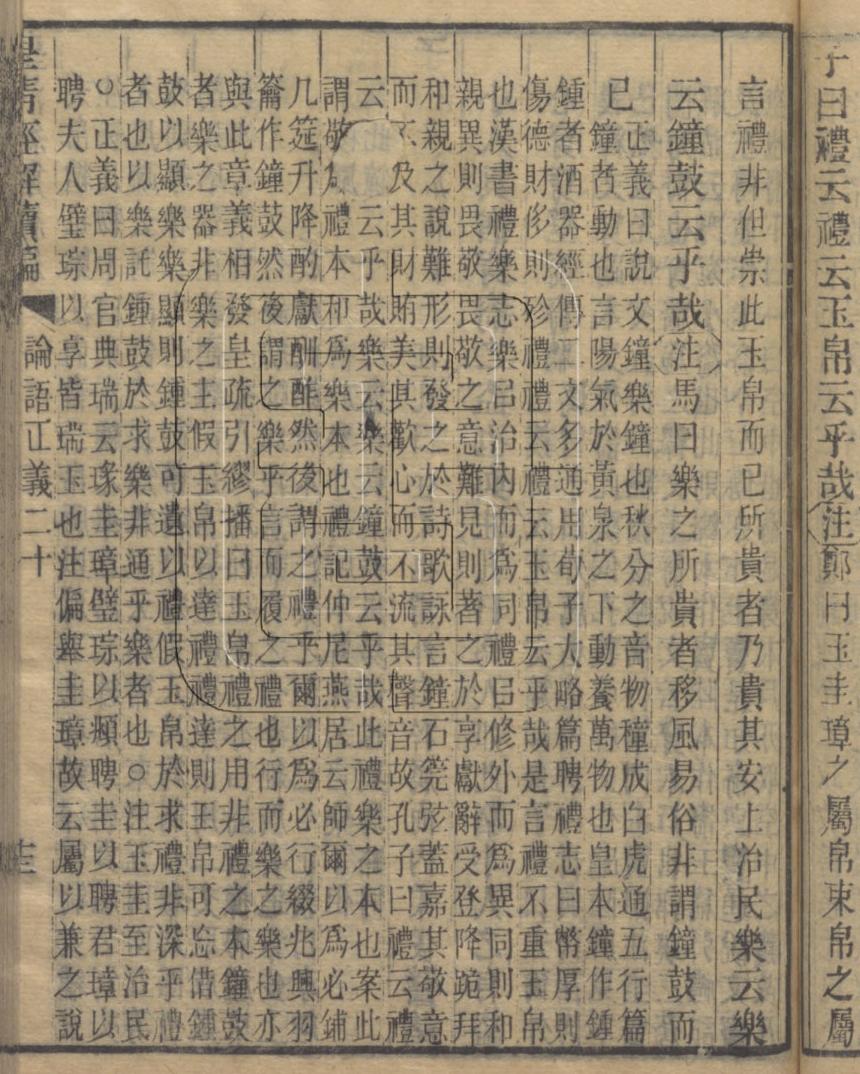 子曰禮云禮云玉帛云乎哉注鄭曰玉圭璋之屬帛束帛之屬
言禮非但崇此玉帛而已所貴者乃貴其安上治民樂云樂
云鐘鼓云乎哉注馬曰樂之所貴者移風易俗非謂鐘鼓而
已正義曰說文鐘樂鐘也秋分之音物穜成白虎通五行篇
鐘者動也言陽氣於黃泉之下動養萬物也皇本鐘作鍾
鍾者酒器經傳二文多通用荀子大略篇聘禮志曰幣厚則
傷德財侈則殄禮禮云禮云玉帛云乎哉是言禮不重玉帛
也漢書禮樂志樂㠯治內而爲同禮㠯修外而爲異同則和
親異則畏敬畏敬之意難見則著之於享獻辭受登降跪拜
和親之說難形則發之於詩歌詠言鐘石筦弦蓋嘉其敬意
而不及其財賄美其歡心而不流其聲音故孔子曰禮云禮
云云乎哉樂云樂云鐘鼓云乎哉此禮樂之本也案此
謂敬爲禮本和爲樂本也禮記仲尼燕居云師爾以爲必鋪
几筵升降酌獻酬酢然後謂之禮乎爾以爲必行綴兆興羽
籥作鐘鼓然後謂之樂乎言而履之禮也行而樂之樂也亦
與此章義相發皇疏引繆播曰玉帛禮之用非禮之本鐘鼓
者樂之器非樂之主假玉帛以達禮禮達則玉帛可忘借鍾
鼓以顯樂樂顯則鍾鼓可遺以禮假玉帛於求禮非深乎禮
者也以樂託鍾鼓於求樂非通乎樂者也○注玉圭至治民
○正義曰周官典瑞云瑑圭璋璧琮以頫聘圭以聘君璋以
聘夫人璧琮以享皆瑞玉也注偏舉圭璋故云屬以兼之說
皇清經解續編 論語正義二十